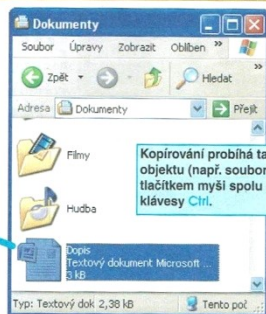 Dokumenty
Soubor Úpravy Zobrazit Oblíben »
Zpět Hledat »
Adresa Dokumenty Přejít
Filmy
Kopírování probíhá ta
objektu (např. soubor
tlačítkem myši spolu
klávesy Ctrl.
Hudba
Dopis
Textový dokument Microsoft ...
3 kB
Typ: Textový dok 2,38 kB Tento poč